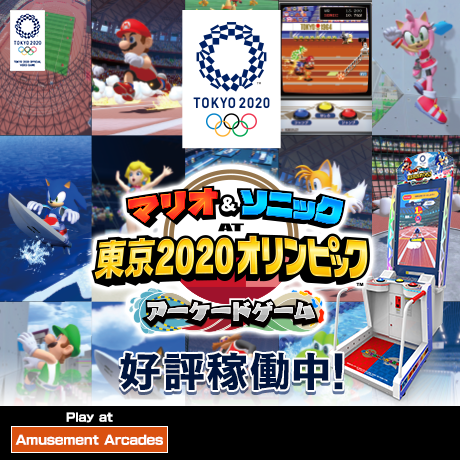 TOKYO 2020
TOKYO 2020 OFFICIAL
VIDEO GAME
TOKYO 1964
TOKYO 2020
マリオ&ソニック
AT
東京2020オリンピック
TM
アーケードゲーム
好評稼働中!
Play at
Amusement Arcades